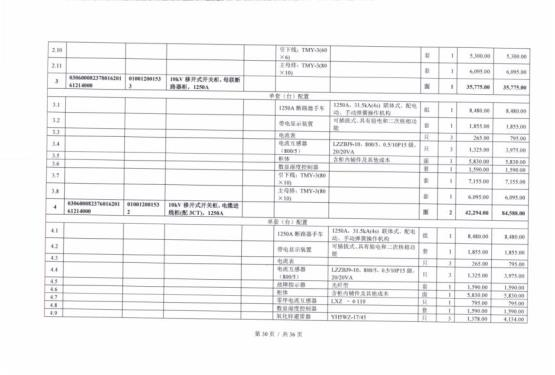 2.10 引下线：TMY-3(60×6) 套 1 5,300.00 5,300.00
2.11 主母排：TMY-3(80×10) 套 1 6,095.00 6,095.00
3 10kV 移开式开关柜，母联断路器柜，1250A 面 1 35,775.00 35,775.00
单套（台）配置
3.1 1250A 断路器手车 1250A、31.5kA(4s) 联体式、配电动、手动弹簧操作机构 组 1 8,480.00 8,480.00
3.2 带电显示装置 可插拔式，具有验电和二次核相功能 套 1 1,855.00 1,855.00
3.3 电流表 只 3 265.00 795.00
3.4 电流互感器（800/5） LZZBJ9-10、800/5、0.5/10P15 级、20/20VA 只 3 1,325.00 3,975.00
3.5 柜体 含柜内辅件及其他成本 面 1 5,830.00 5,830.00
3.6 数显湿度控制器 套 1 1,590.00 1,590.00
3.7 引下线：TMY-3(80×10) 套 1 7,155.00 7,155.00
3.8 主母排：TMY-3(80×10) 套 1 6,095.00 6,095.00
4 10kV 移开式开关柜，电缆进线柜(配 3CT)，1250A 面 2 42,294.00 84,588.00
单套（台）配置
4.1 1250A 断路器手车 1250A、31.5kA(4s) 联体式、配电动、手动弹簧操作机构 组 1 8,480.00 8,480.00
4.2 带电显示装置 可插拔式，具有验电和二次核相功能 套 1 1,855.00 1,855.00
4.3 电流表 只 3 265.00 795.00
4.4 电流互感器（800/5） LZZBJ9-10、800/5、0.5/10P15 级、20/20VA 只 3 1,325.00 3,975.00
4.5 故障指示器 光纤型 套 1 1,590.00 1,590.00
4.6 柜体 含柜内辅件及其他成本 面 1 5,830.00 5,830.00
4.7 零序电流互感器 LXZ －φ110 只 1 795.00 795.00
4.8 数显湿度控制器 套 1 1,590.00 1,590.00
4.9 氧化锌避雷器 YH5WZ-17/45 只 3 1,378.00 4,134.00
第 30 页 / 共 36 页